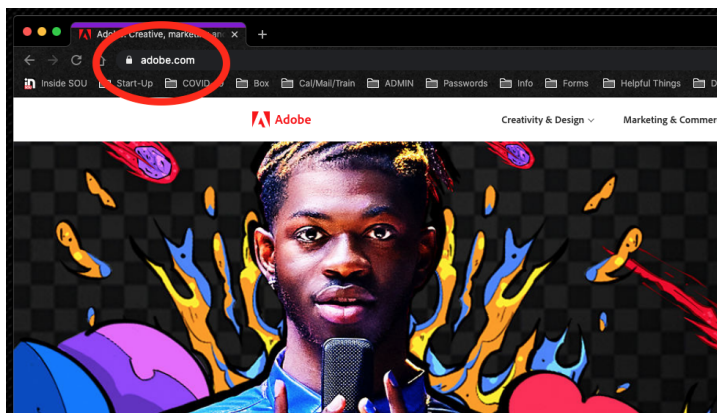 Adobe: Creative, marketing and
adobe.com
Inside SOU Start-Up COVID Box Cal/Mail/Train ADMIN Passwords Info Forms Helpful Things D
Adobe Creativity & Design Marketing & Commer